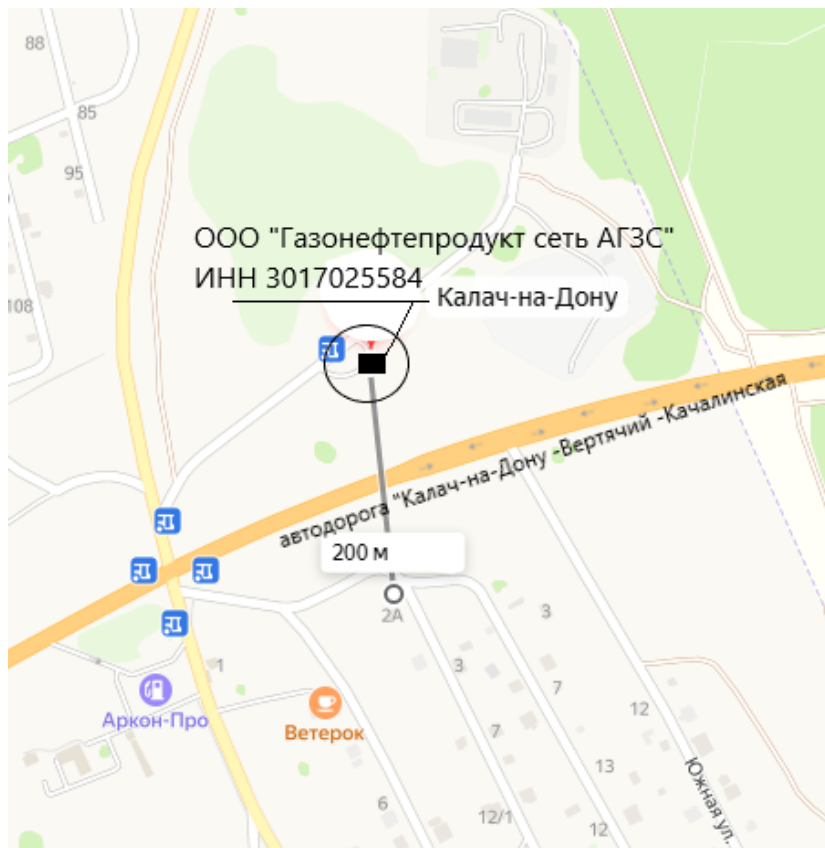 88
85
95
ООО "Газонефтепродукт сеть АГЗС"
ИНН 3017025584
Калач-на-Дону
108
автодорога "Калач-на-Дону -Вертячий -Качалинская
200 м
2А
3
1
3
7
Аркон-Про
Ветерок
12
7
13
Южная ул.
6
12/1
12